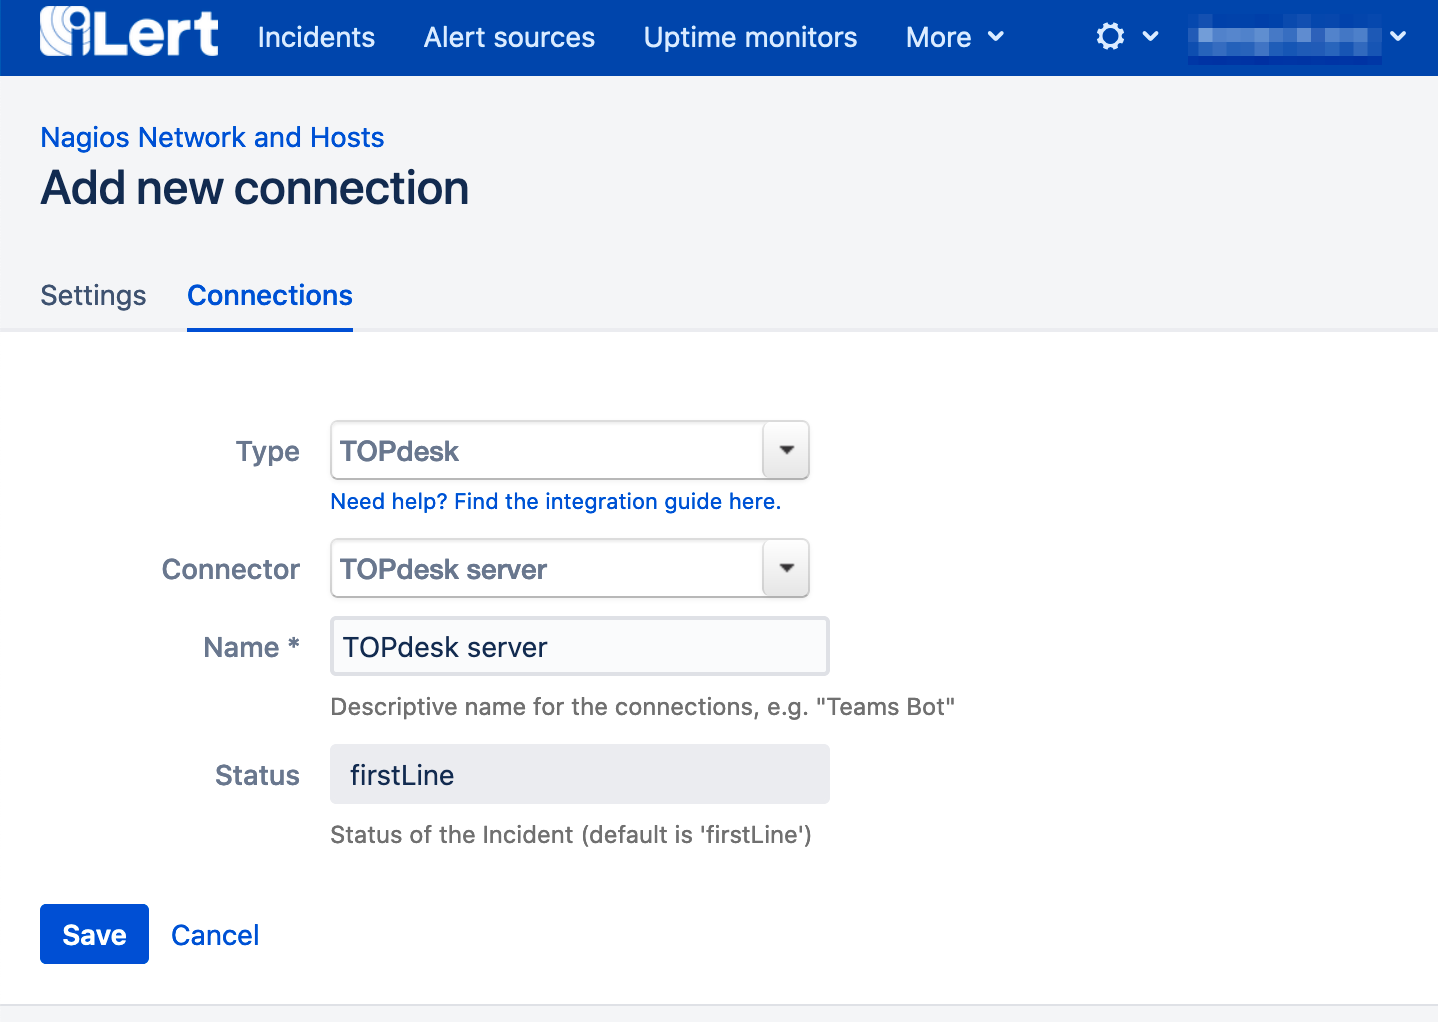 iLert Incidents Alert sources Uptime monitors More
Nagios Network and Hosts
Add new connection
Settings Connections
Type TOPdesk
Need help? Find the integration guide here.
Connector TOPdesk server
Name * TOPdesk server
Descriptive name for the connections, e.g. "Teams Bot"
Status firstLine
Status of the Incident (default is 'firstLine')
Save Cancel